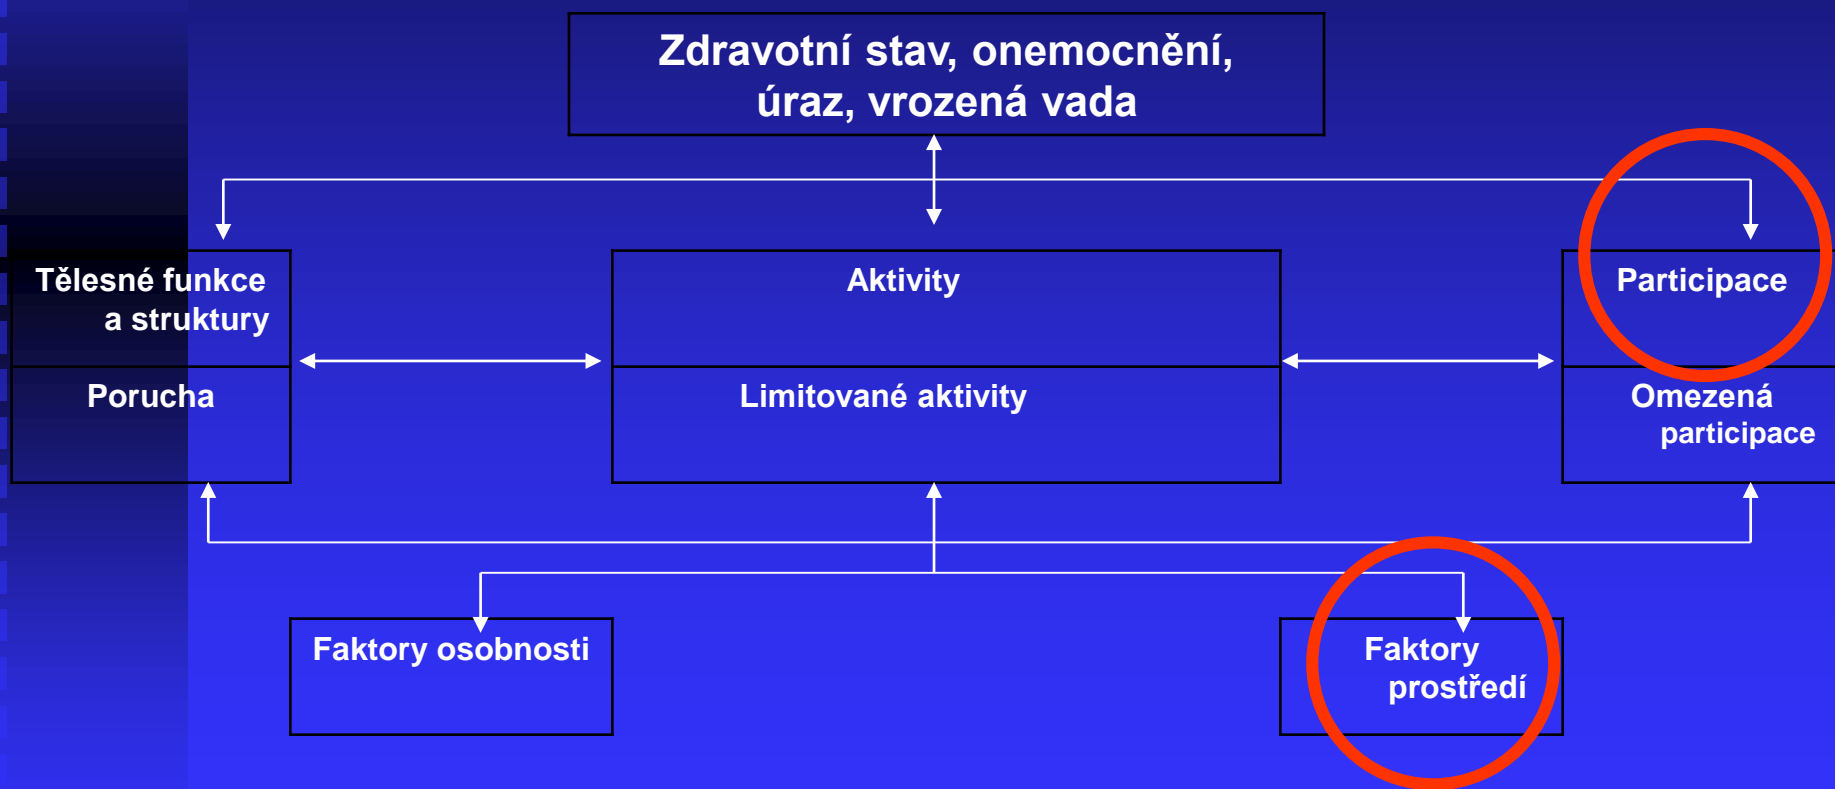 Zdravotní stav, onemocnění,
úraz, vrozená vada
Tělesné funkce
a struktury
Aktivity
Participace
Porucha
Limitované aktivity
Omezená
participace
Faktory osobnosti
Faktory
prostředí